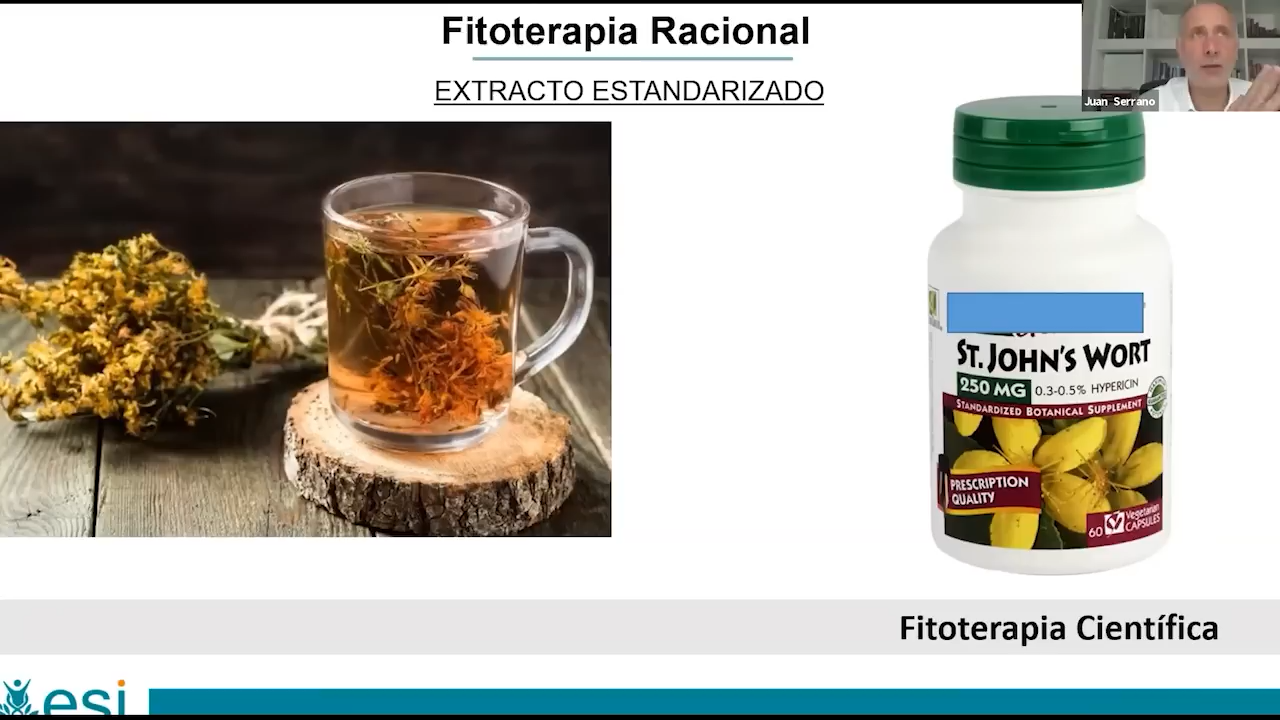 Fitoterapia Racional
EXTRACTO ESTANDARIZADO
Juan Serrano
ST. JOHN'S WORT
250 MG 0.3-0.5% HYPERICIN
STANDARDIZED BOTANICAL SUPPLEMENT
PRESCRIPTION
QUALITY
60 Vegetarian
CAPSULES
Fitoterapia Científica
esi